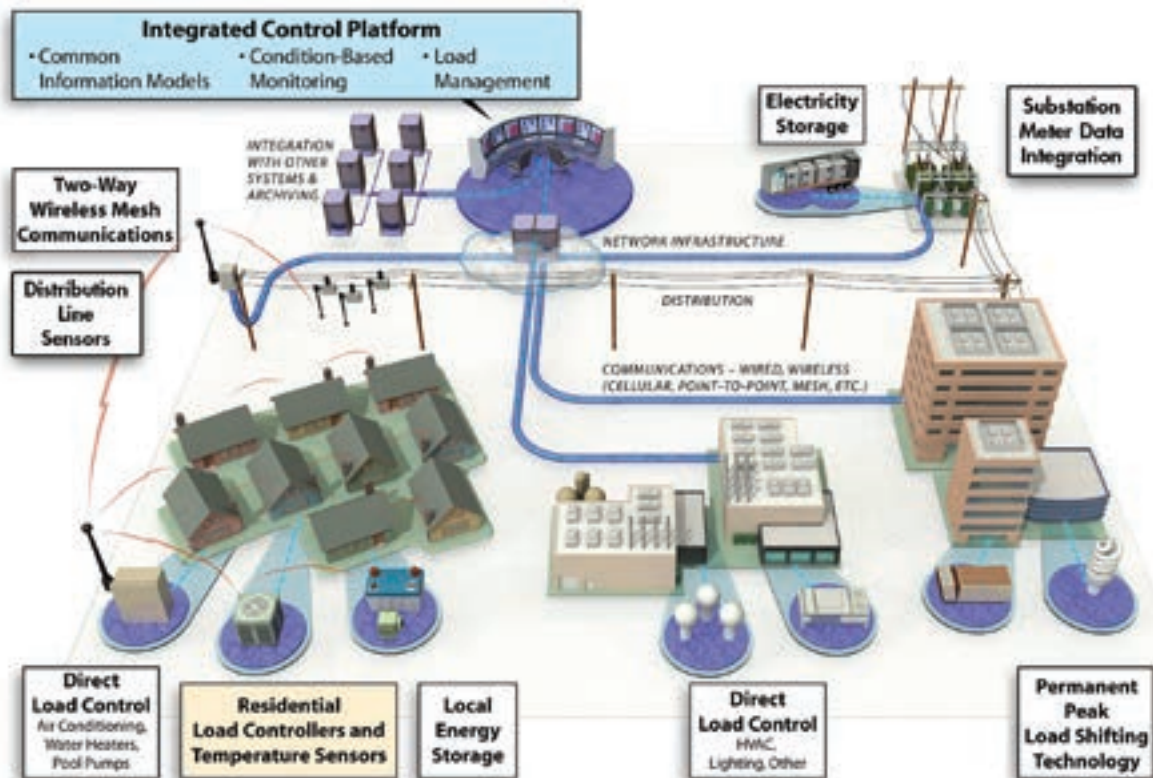 Integrated Control Platform
• Common
Information Models
• Condition-Based
Monitoring
• Load
Management
Electricity
Storage
Substation
Meter Data
Integration
INTEGRATION
WITH OTHER
SYSTEMS &
ARCHIVING
Two-Way
Wireless Mesh
Communications
NETWORK INFRASTRUCTURE
Distribution
Line
Sensors
DISTRIBUTION
COMMUNICATIONS – WIRED, WIRELESS
(CELLULAR, POINT-TO-POINT, MESH, ETC.)
Direct
Load Control
Air Conditioning,
Water Heaters,
Pool Pumps
Residential
Load Controllers and
Temperature Sensors
Local
Energy
Storage
Direct
Load Control
HVAC,
Lighting, Other
Permanent
Peak
Load Shifting
Technology